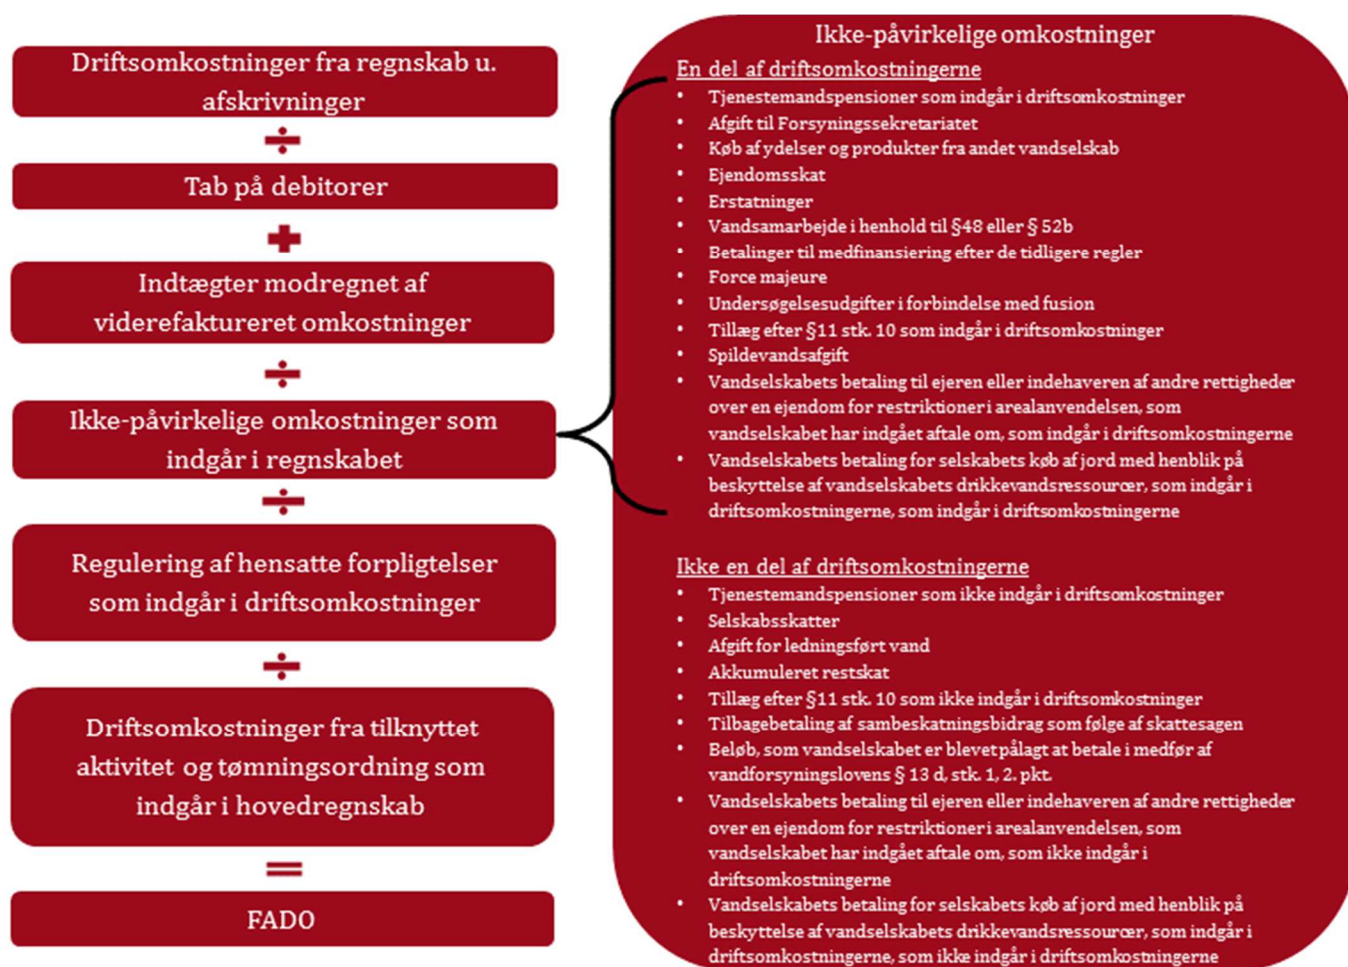 Driftsomkostninger fra regnskab u.
afskrivninger
÷
Tab på debitorer
+
Indtægter modregnet af
viderefaktureret omkostninger
÷
Ikke-påvirkelige omkostninger som
indgår i regnskabet
÷
Regulering af hensatte forpligtelser
som indgår i driftsomkostninger
÷
Driftsomkostninger fra tilknyttet
aktivitet og tømningsordning som
indgår i hovedregnskab
=
FADO
Ikke-påvirkelige omkostninger
En del af driftsomkostningerne
• Tjenestemandspensioner som indgår i driftsomkostninger
• Afgift til Forsyningssekretariatet
• Køb af ydelser og produkter fra andet vandselskab
• Ejendomsskat
• Erstatninger
• Vandsamarbejde i henhold til §48 eller § 52b
• Betalinger til medfinansiering efter de tidligere regler
• Force majeure
• Undersøgelsesudgifter i forbindelse med fusion
• Tillæg efter §11 stk. 10 som indgår i driftsomkostninger
• Spildevandsafgift
• Vandselskabets betaling til ejeren eller indehaveren af andre rettigheder
over en ejendom for restriktioner i arealanvendelsen, som
vandselskabet har indgået aftale om, som indgår i driftsomkostningerne
• Vandselskabets betaling for selskabets køb af jord med henblik på
beskyttelse af vandselskabets drikkevandsressourcer, som indgår i
driftsomkostningerne, som indgår i driftsomkostningerne
Ikke en del af driftsomkostningerne
• Tjenestemandspensioner som ikke indgår i driftsomkostninger
• Selskabsskatter
• Afgift for ledningsført vand
• Akkumuleret restskat
• Tillæg efter §11 stk. 10 som ikke indgår i driftsomkostninger
• Tilbagebetaling af sambeskatningsbidrag som følge af skattesagen
• Beløb, som vandselskabet er blevet pålagt at betale i medfør af
vandforsyningslovens § 13 d, stk. 1, 2. pkt.
• Vandselskabets betaling til ejeren eller indehaveren af andre rettigheder
over en ejendom for restriktioner i arealanvendelsen, som
vandselskabet har indgået aftale om, som ikke indgår i
driftsomkostningerne
• Vandselskabets betaling for selskabets køb af jord med henblik på
beskyttelse af vandselskabets drikkevandsressourcer, som indgår i
driftsomkostningerne, som ikke indgår i driftsomkostningerne